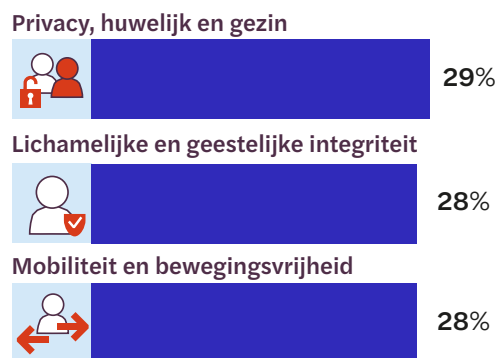 Privacy, huwelijk en gezin
29%
Lichamelijke en geestelijke integriteit
28%
Mobiliteit en bewegingsvrijheid
28%